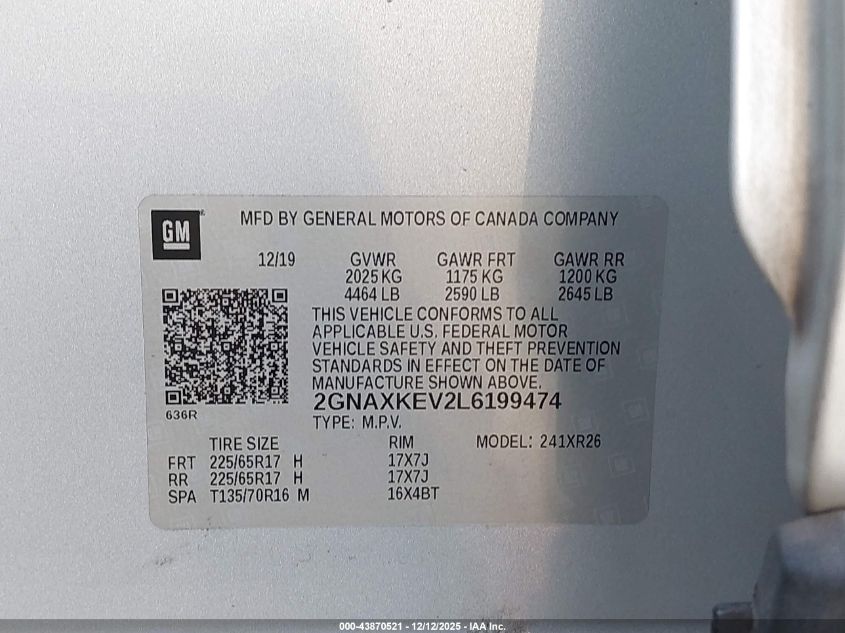 GM
MFD BY GENERAL MOTORS OF CANADA COMPANY
12/19 GVWR GAWR FRT GAWR RR
2025 KG 1175 KG 1200 KG
4464 LB 2590 LB 2645 LB
THIS VEHICLE CONFORMS TO ALL
APPLICABLE U.S. FEDERAL MOTOR
VEHICLE SAFETY AND THEFT PREVENTION
STANDARDS IN EFFECT ON THE DATE OF
MANUFACTURE SHOWN ABOVE.
2GNAXKEV2L6199474
636R
TYPE: M.P.V.
TIRE SIZE RIM MODEL: 241XR26
FRT 225/65R17 H 17X7J
RR 225/65R17 H 17X7J
SPA T135/70R16 M 16X4BT
000-43870521 - 12/12/2025 - IAA Inc.